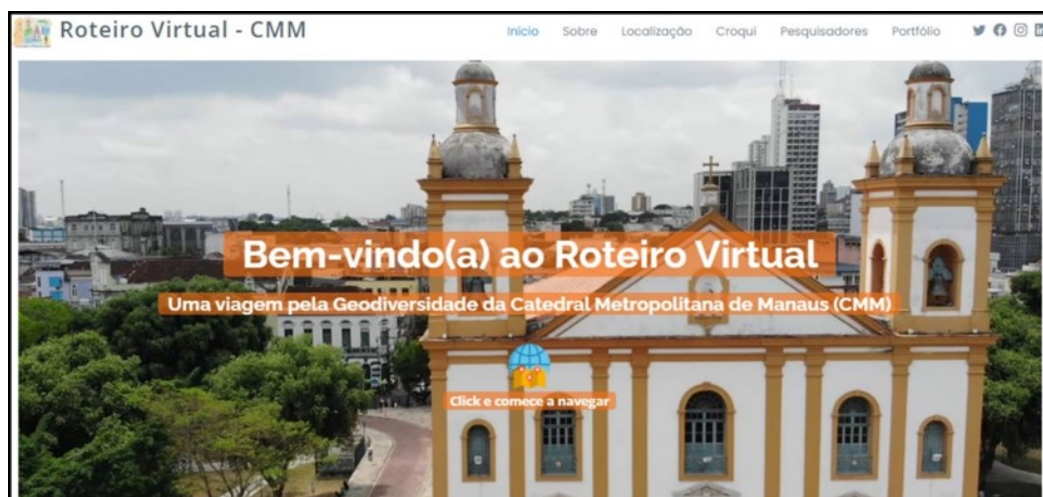 Roteiro Virtual - CMM
Início Sobre Localização Croqui Pesquisadores Portfólio
Bem-vindo(a) ao Roteiro Virtual
Uma viagem pela Geodiversidade da Catedral Metropolitana de Manaus (CMM)
Click e comece a navegar